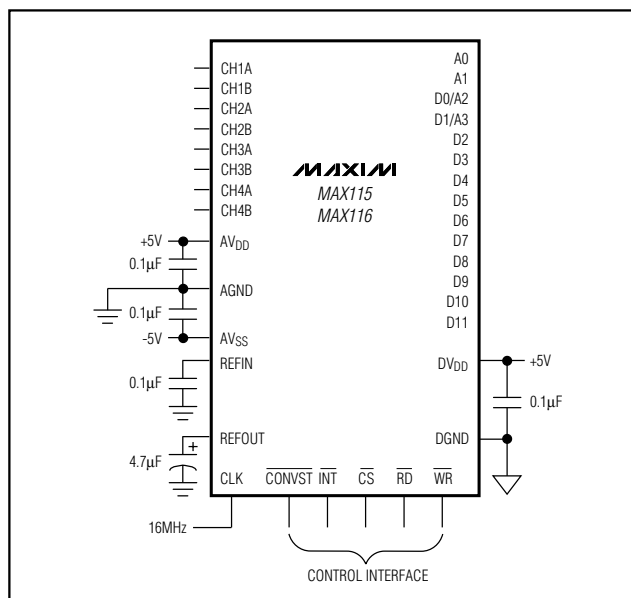 CH1A
CH1B
CH2A
CH2B
CH3A
CH3B
CH4A
CH4B
+5V
AVDD
0.1µF
AGND
0.1µF
-5V
AVSS
REFIN
0.1µF
REFOUT
+
4.7µF
CLK
CONVST
INT
CS
RD
WR
16MHz
CONTROL INTERFACE
MAXIM
MAX115
MAX116
A0
A1
D0/A2
D1/A3
D2
D3
D4
D5
D6
D7
D8
D9
D10
D11
DVDD
+5V
0.1µF
DGND